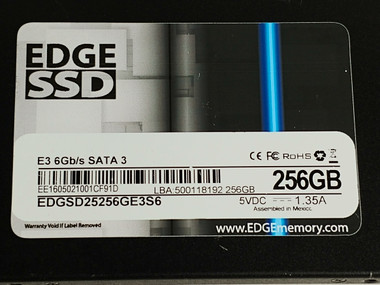 EDGE
SSD
E3 6Gb/s SATA 3
CE FC RoHS
EE1605021001CF91D
LBA:500118192 256GB
256GB
EDGSD25256GE3S6
5VDC ⎓ 1.35A
Assembled in Mexico
Warranty Void If Label Removed
www.EDGEmemory.com